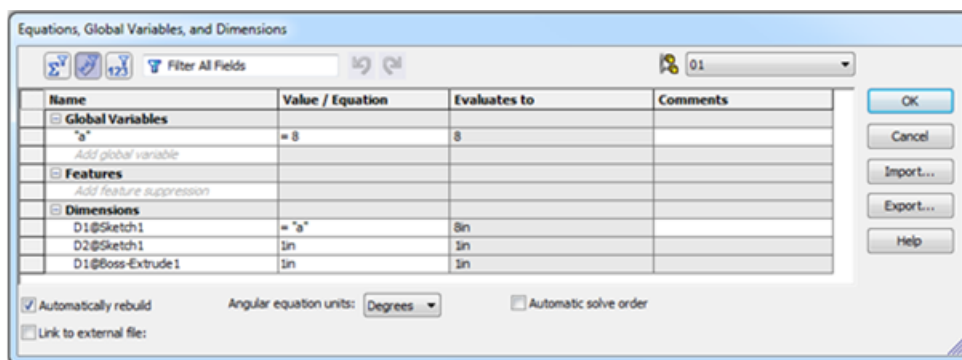 Equations, Global Variables, and Dimensions
Σ 123 Filter All Fields 01
Name Value / Equation Evaluates to Comments
Global Variables
"a" = 8 8
Add global variable
Features
Add feature suppression
Dimensions
D1@Sketch1 = "a" 8in
D2@Sketch1 1in 1in
D1@Boss-Extrude1 1in 1in
OK
Cancel
Import...
Export...
Help
Automatically rebuild Angular equation units: Degrees Automatic solve order
Link to external file: